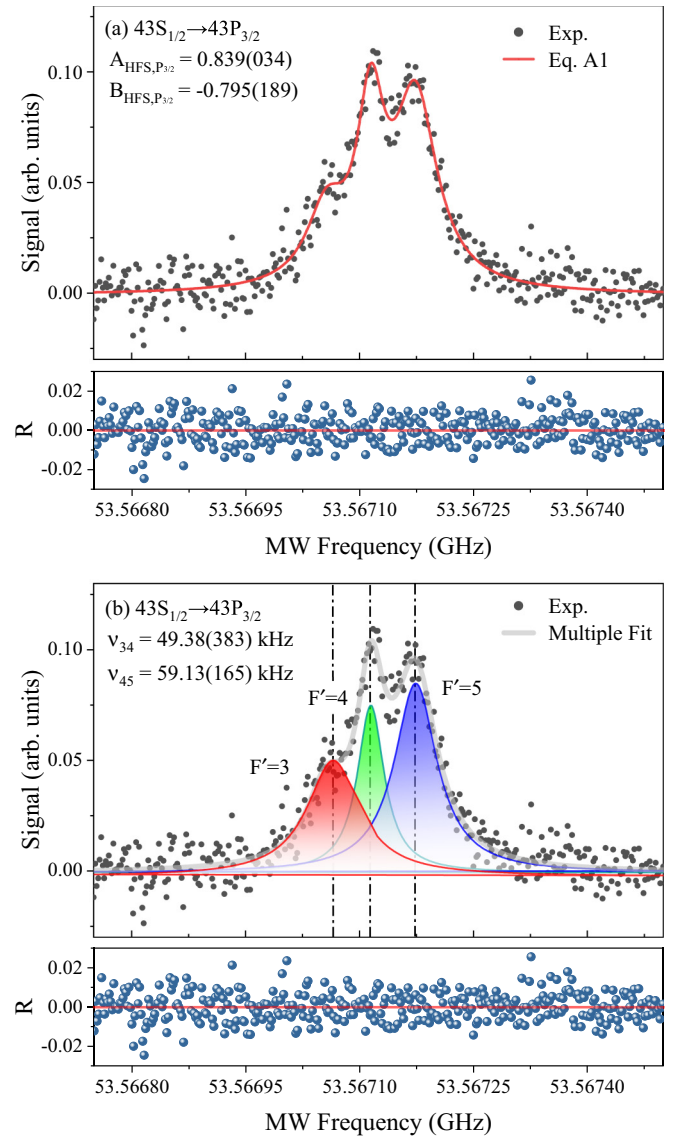 (a) 43S₁/₂→43P₃/₂
A_HFS,P₃/₂ = 0.839(034)
B_HFS,P₃/₂ = -0.795(189)
Exp.
Eq. A1
0.10
0.05
0.00
Signal (arb. units)
0.02
0.00
-0.02
R
53.56680 53.56695 53.56710 53.56725 53.56740
MW Frequency (GHz)
(b) 43S₁/₂→43P₃/₂
ν₃₄ = 49.38(383) kHz
ν₄₅ = 59.13(165) kHz
Exp.
Multiple Fit
F′=4
F′=5
F′=3
0.10
0.05
0.00
Signal (arb. units)
0.02
0.00
-0.02
R
53.56680 53.56695 53.56710 53.56725 53.56740
MW Frequency (GHz)